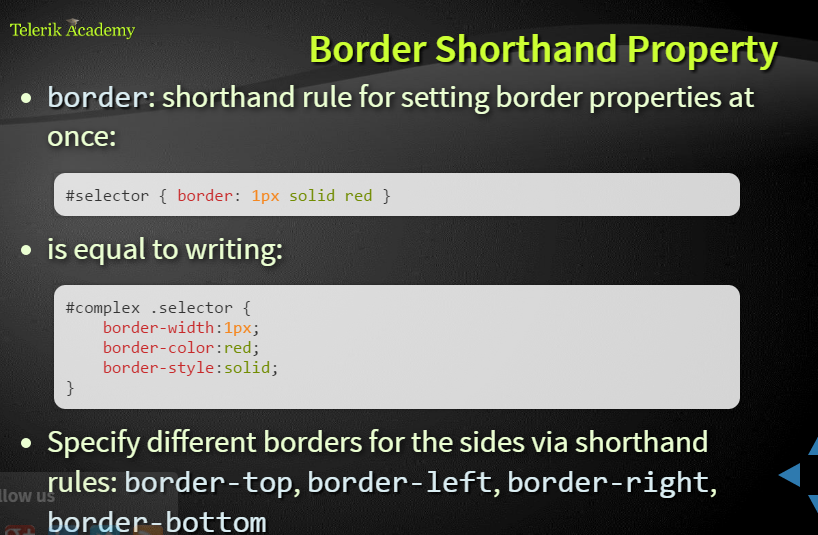 Telerik Academy
Border Shorthand Property
• border: shorthand rule for setting border properties at
once:
#selector { border: 1px solid red }
• is equal to writing:
#complex .selector {
    border-width:1px;
    border-color:red;
    border-style:solid;
}
• Specify different borders for the sides via shorthand
rules: border-top, border-left, border-right,
border-bottom
llow us